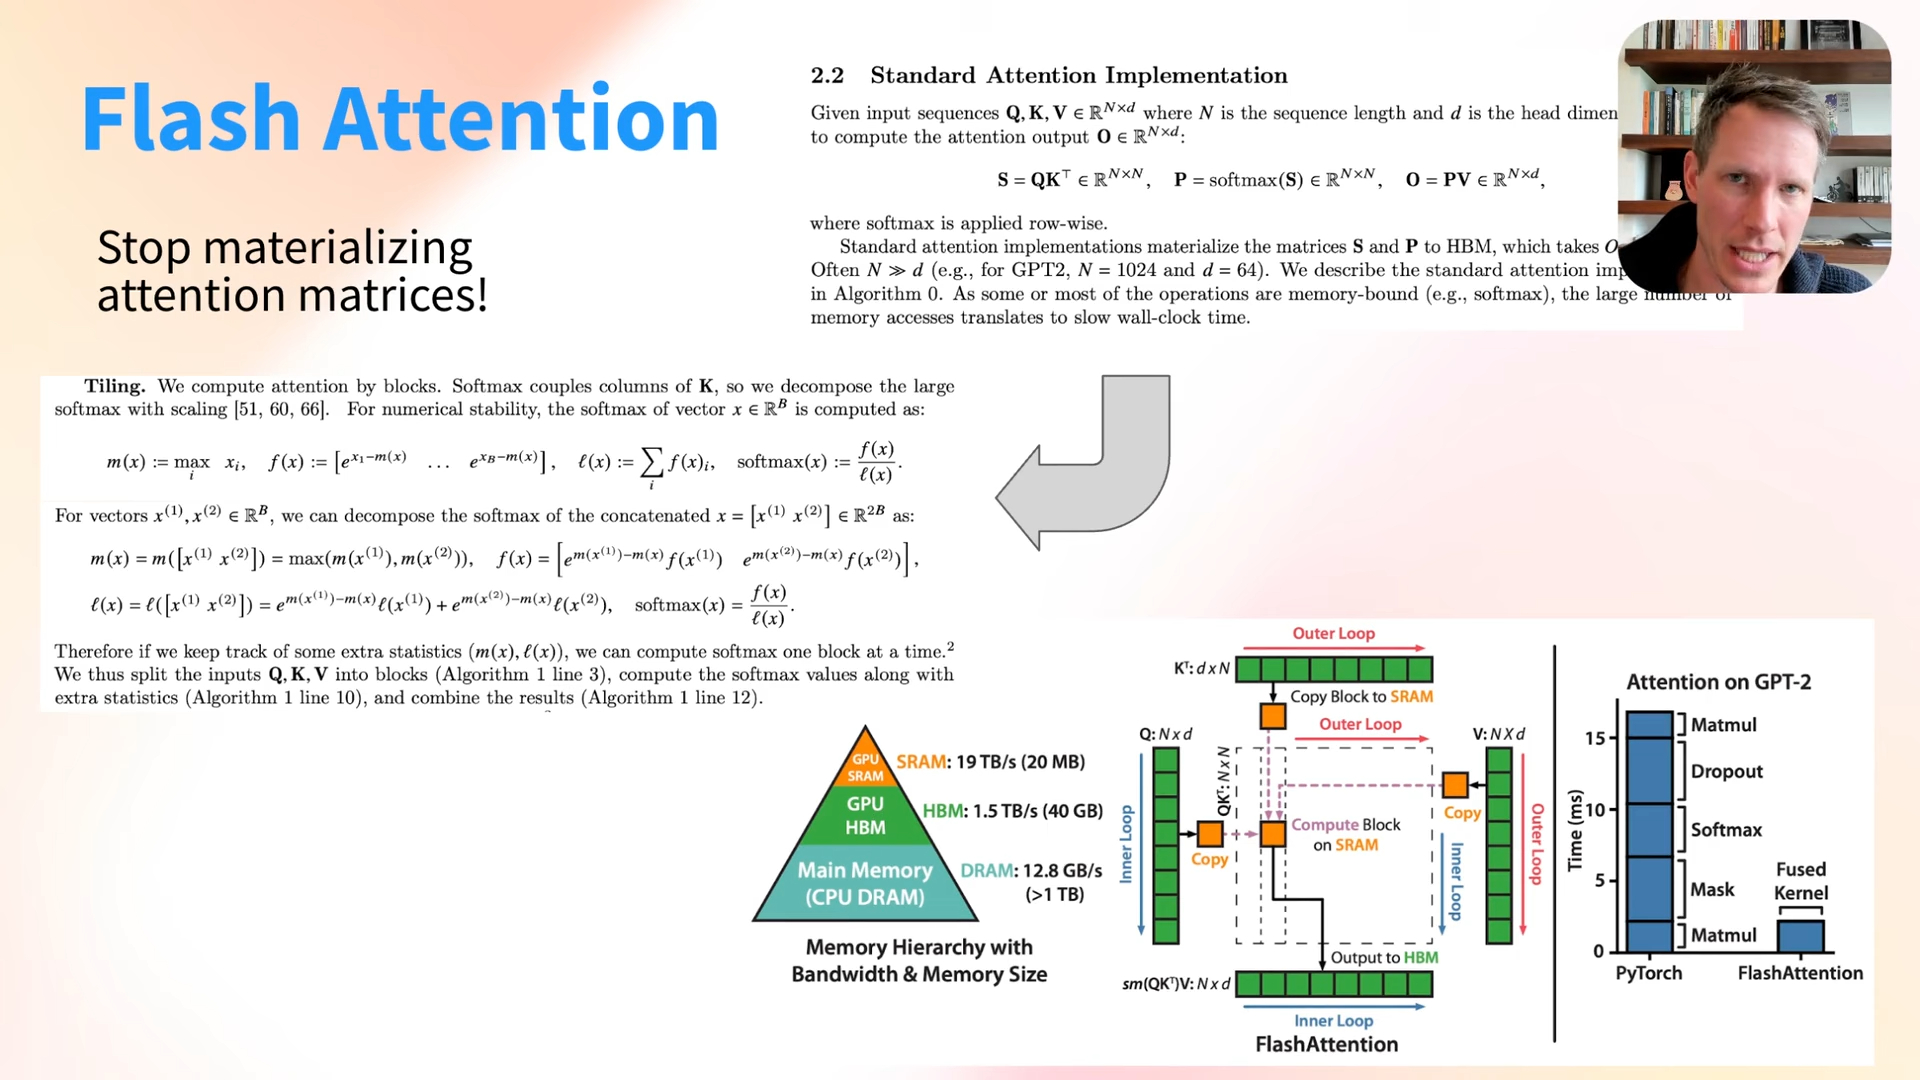 Flash Attention
Stop materializing
attention matrices!
2.2 Standard Attention Implementation
Given input sequences Q, K, V ∈ ℝ^{N×d} where N is the sequence length and d is the head dimen
to compute the attention output O ∈ ℝ^{N×d}:
S = QK^⊤ ∈ ℝ^{N×N}, P = softmax(S) ∈ ℝ^{N×N}, O = PV ∈ ℝ^{N×d},
where softmax is applied row-wise.
Standard attention implementations materialize the matrices S and P to HBM, which takes O
Often N ≫ d (e.g., for GPT2, N = 1024 and d = 64). We describe the standard attention imp
in Algorithm 0. As some or most of the operations are memory-bound (e.g., softmax), the large number of
memory accesses translates to slow wall-clock time.
Tiling. We compute attention by blocks. Softmax couples columns of K, so we decompose the large
softmax with scaling [51, 60, 66]. For numerical stability, the softmax of vector x ∈ ℝ^B is computed as:
m(x) := max_i x_i, f(x) := [e^{x_1−m(x)} ... e^{x_B−m(x)}], ℓ(x) := ∑_i f(x)_i, softmax(x) := f(x)/ℓ(x).
For vectors x^{(1)}, x^{(2)} ∈ ℝ^B, we can decompose the softmax of the concatenated x = [x^{(1)} x^{(2)}] ∈ ℝ^{2B} as:
m(x) = m([x^{(1)} x^{(2)}]) = max(m(x^{(1)}), m(x^{(2)})), f(x) = [e^{m(x^{(1)})−m(x)} f(x^{(1)}) e^{m(x^{(2)})−m(x)} f(x^{(2)})],
ℓ(x) = ℓ([x^{(1)} x^{(2)}]) = e^{m(x^{(1)})−m(x)} ℓ(x^{(1)}) + e^{m(x^{(2)})−m(x)} ℓ(x^{(2)}), softmax(x) = f(x)/ℓ(x).
Therefore if we keep track of some extra statistics (m(x), ℓ(x)), we can compute softmax one block at a time.²
We thus split the inputs Q, K, V into blocks (Algorithm 1 line 3), compute the softmax values along with
extra statistics (Algorithm 1 line 10), and combine the results (Algorithm 1 line 12).
GPU
SRAM
SRAM: 19 TB/s (20 MB)
GPU
HBM
HBM: 1.5 TB/s (40 GB)
Main Memory
(CPU DRAM)
DRAM: 12.8 GB/s
(>1 TB)
Memory Hierarchy with
Bandwidth & Memory Size
Outer Loop
Kᵀ: d x N
Copy Block to SRAM
Outer Loop
Q: N x d
QKᵀ: N x N
V: N X d
Inner Loop
Copy
Compute Block
on SRAM
Copy
Inner Loop
Outer Loop
Output to HBM
sm(QKᵀ)V: N x d
Inner Loop
FlashAttention
Attention on GPT-2
Time (ms)
15
10
5
0
Matmul
Dropout
Softmax
Mask
Matmul
Fused
Kernel
PyTorch
FlashAttention